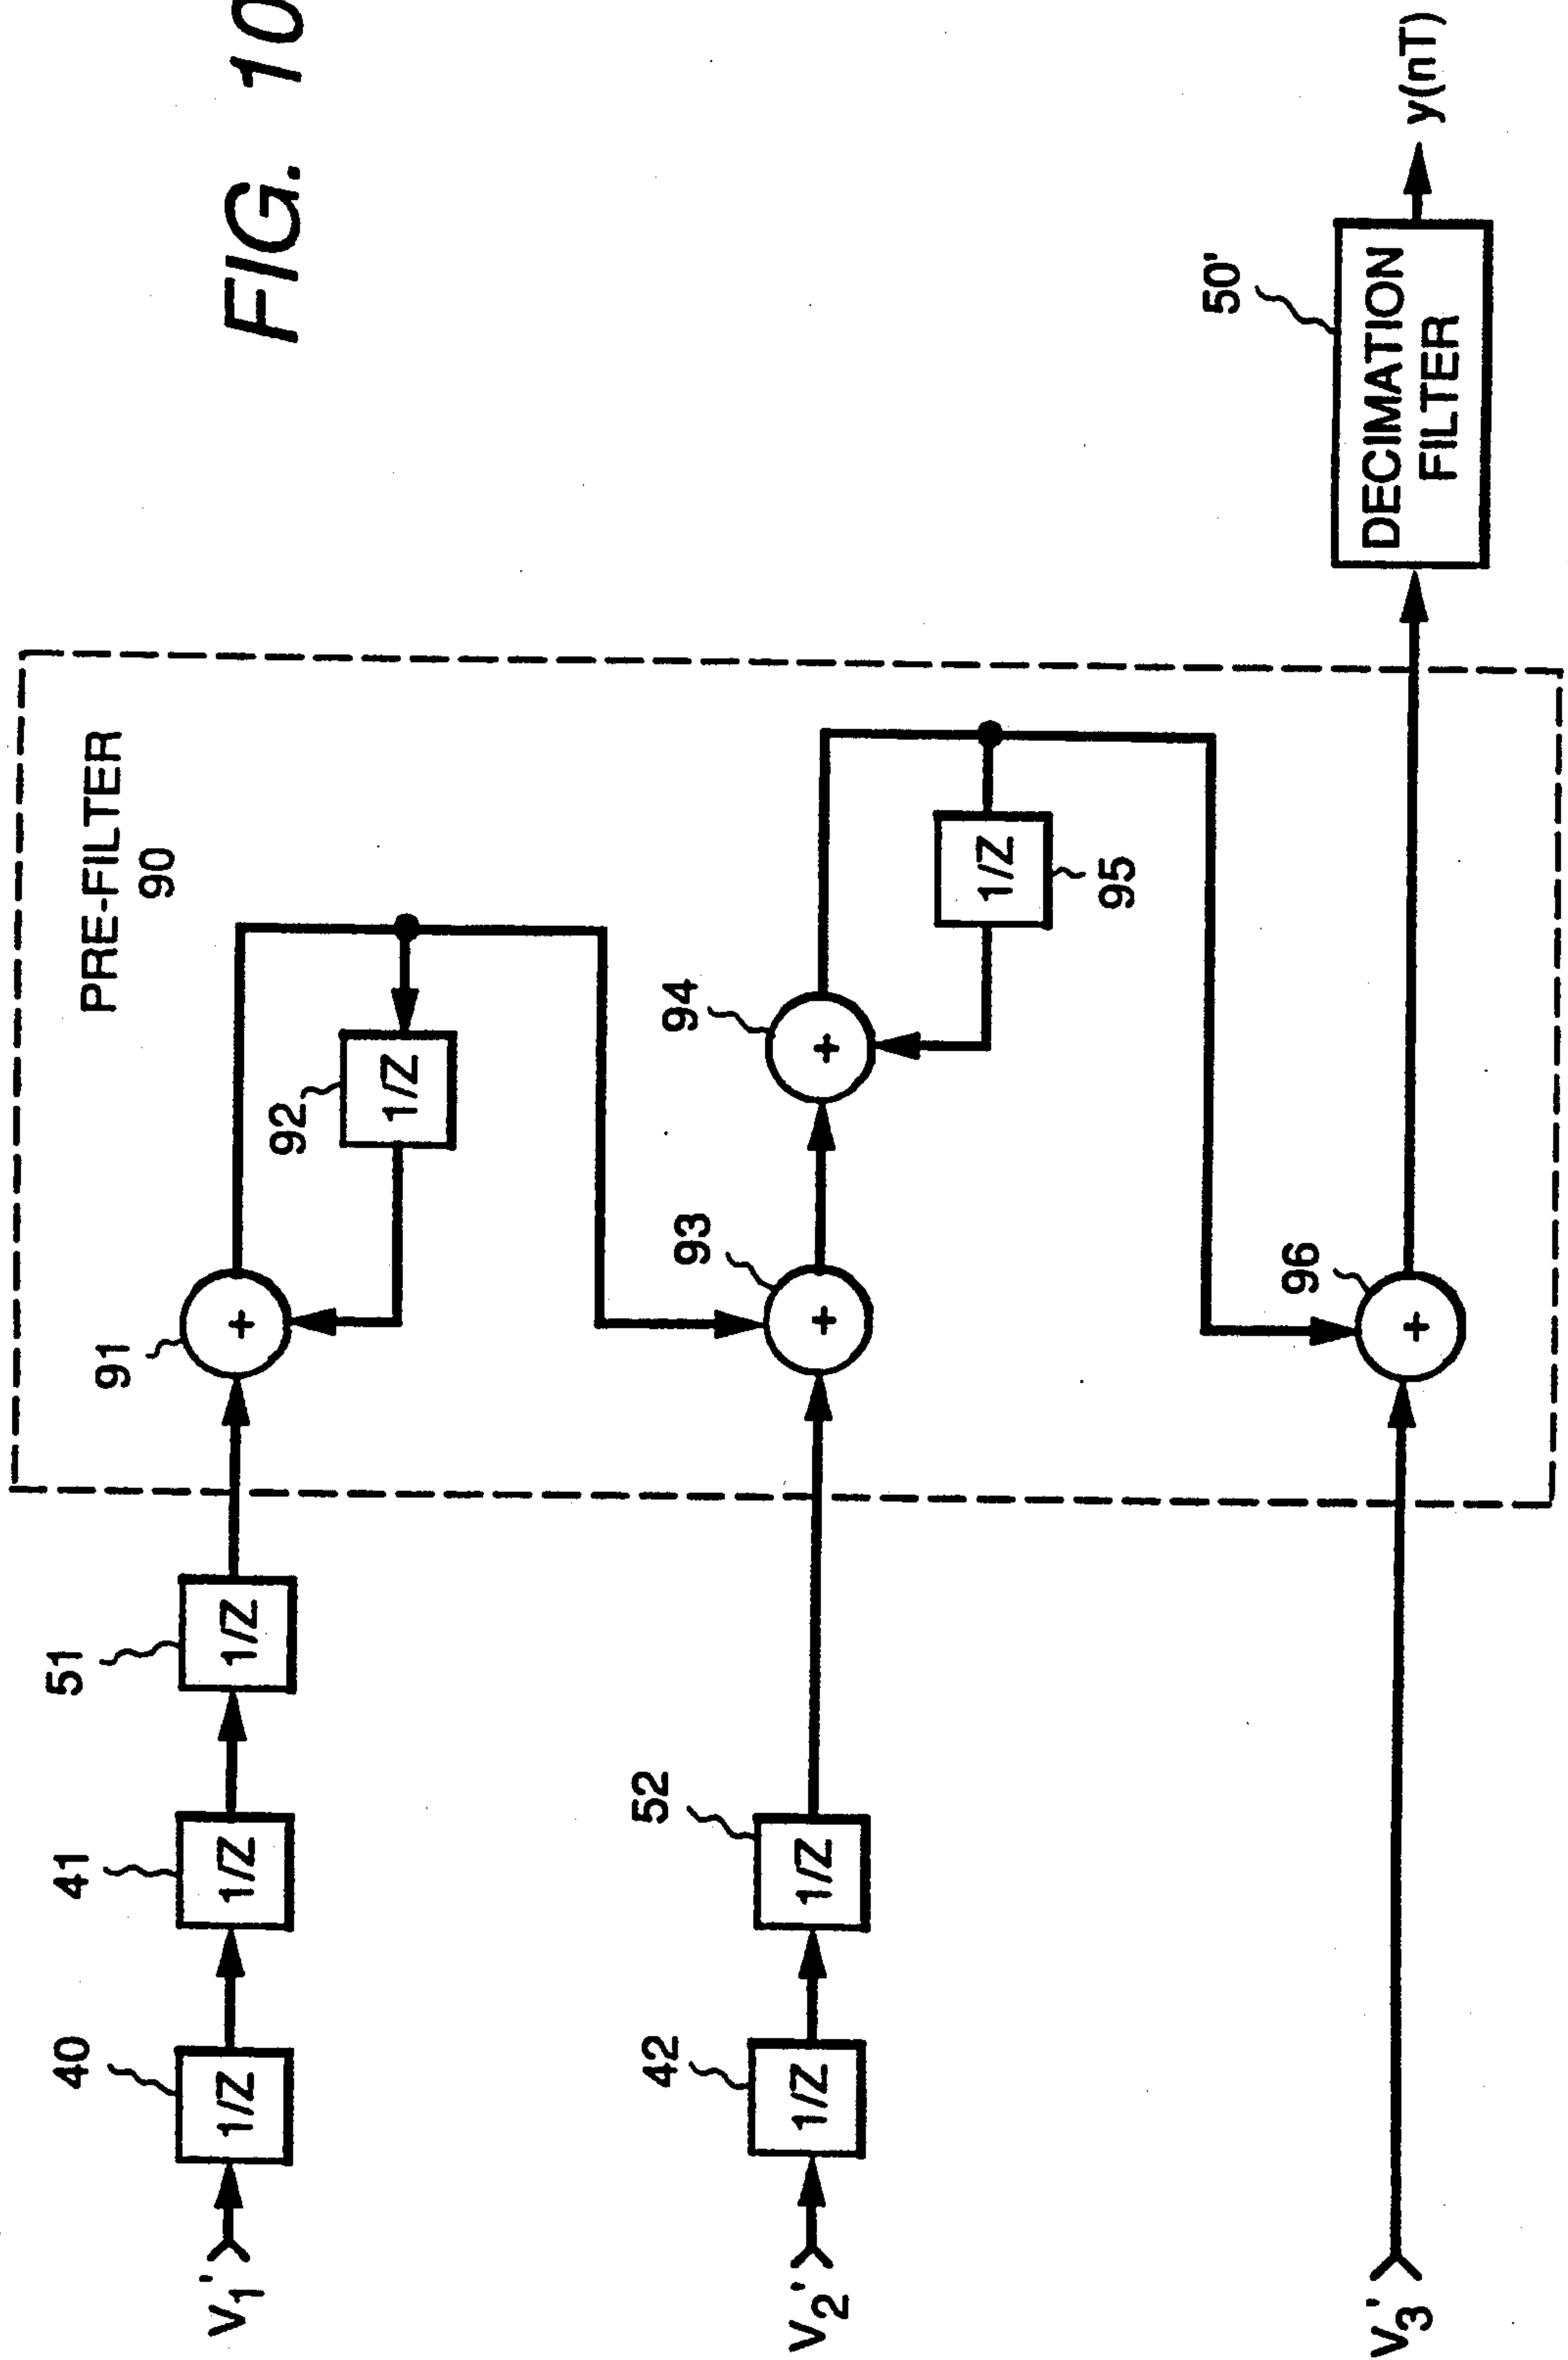 FIG. 10
PRE-FILTER
90
V1'
40
1/Z
41
1/Z
51
1/Z
91
+
92
1/Z
V2'
42
1/Z
52
1/Z
93
+
94
+
1/Z
95
V3'
96
+
50'
DECIMATION
FILTER
y(nT)